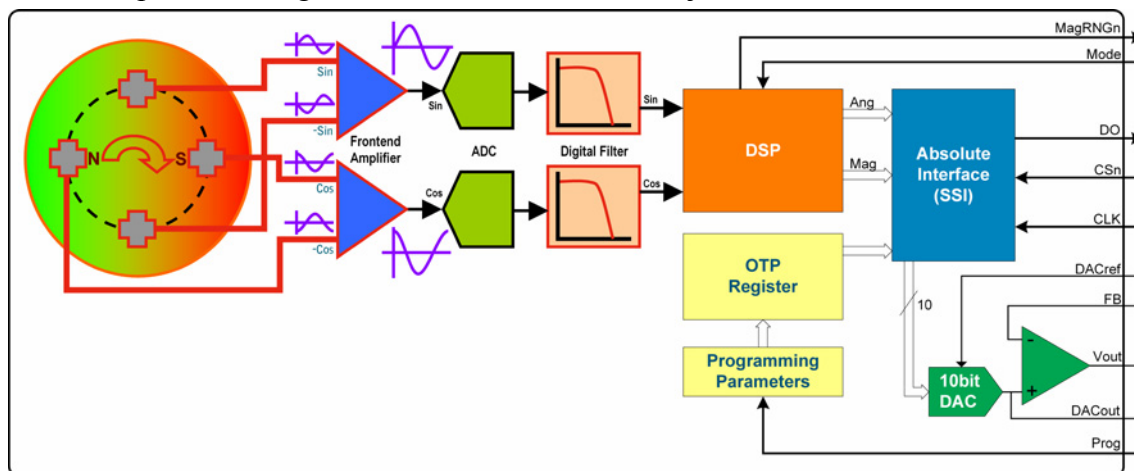 MagRNGn
Mode
Sin
-Sin
Cos
-Cos
N
S
Frontend
Amplifier
Sin
Cos
ADC
Digital Filter
Sin
Cos
DSP
Ang
Mag
Absolute
Interface
(SSI)
DO
CSn
CLK
OTP
Register
Programming
Parameters
10
10bit
DAC
-
+
DACref
FB
Vout
DACout
Prog